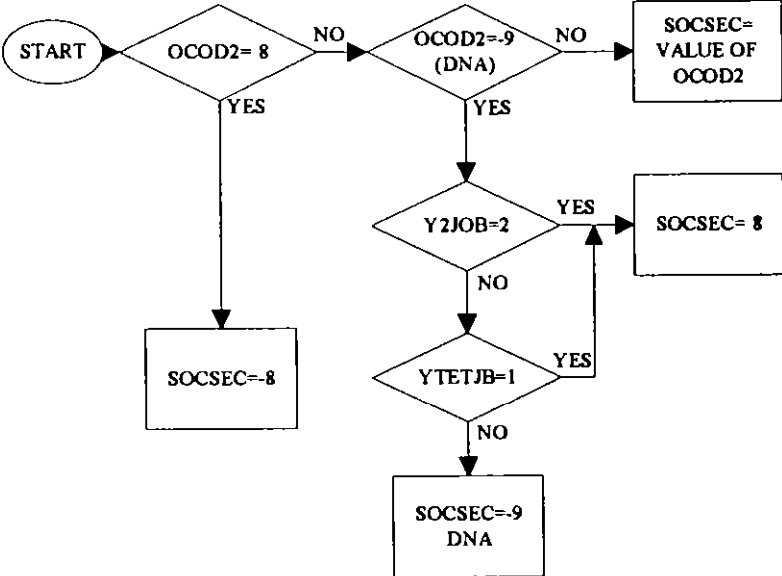 START
OCOD2= 8
NO
OCOD2=-9
(DNA)
NO
SOCSEC=
VALUE OF
OCOD2
YES
YES
Y2JOB=2
YES
SOCSEC= 8
NO
SOCSEC=-8
YTETJB=1
YES
NO
SOCSEC=-9
DNA